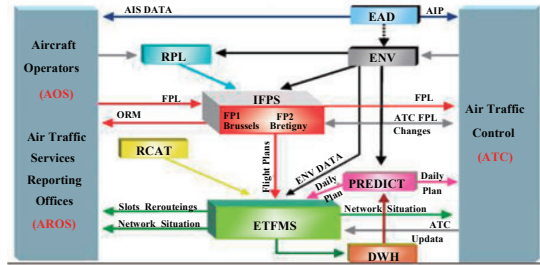 AIS DATA
EAD
AIP
Aircraft
Operators
(AOS)
RPL
ENV
FPL
IFPS
FPL
ORM
FP1
Brussels
FP2
Bretigny
ATC FPL
Changes
Air Traffic
Control
(ATC)
Air Traffic
Services
Reporting
Offices
(AROS)
RCAT
Flight Plans
ENV DATA
Daily
Plan
PREDICT
Daily
Plan
Slots Rerouteings
Network Situation
ETFMS
Network Situation
ATC
Updata
DWH